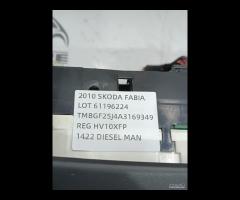 2010 SKODA FABIA
LOT 61196224
TMBGF25J4A3169349
REG HV10XFP
1422 DIESEL MAN